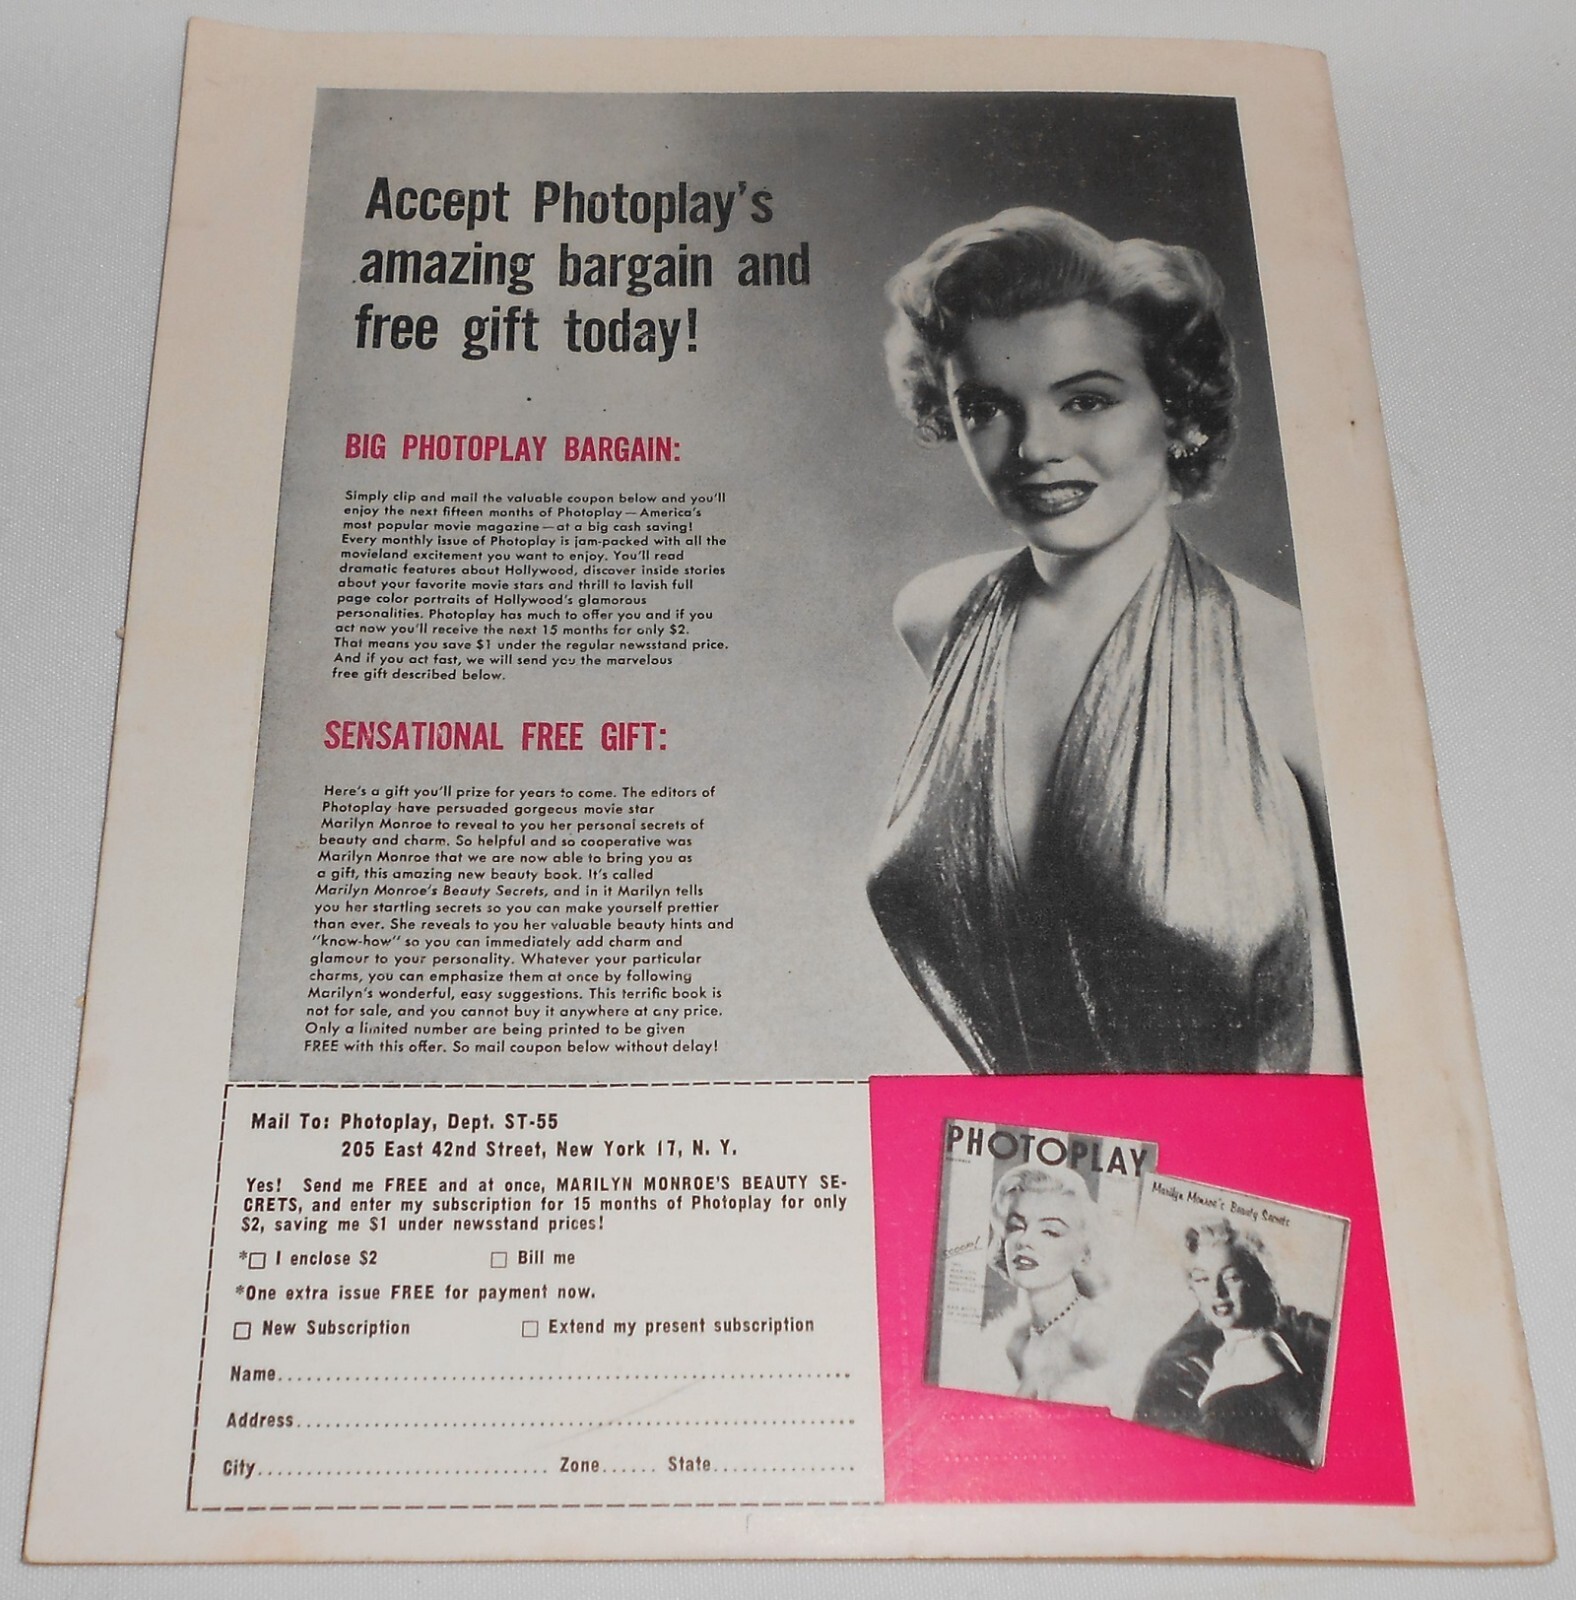 Accept Photoplay's
amazing bargain and
free gift today!
BIG PHOTOPLAY BARGAIN:
Simply clip and mail the valuable coupon below and you'll
enjoy the next fifteen months of Photoplay—America's
most popular movie magazine—at a big cash saving!
Every monthly issue of Photoplay is jam-packed with all the
movieland excitement you want to enjoy. You'll read
dramatic features about Hollywood, discover inside stories
about your favorite movie stars and thrill to lavish full
page color portraits of Hollywood's glamorous
personalities. Photoplay has much to offer you and if you
act now you'll receive the next 15 months for only $2.
That means you save $1 under the regular newsstand price.
And if you act fast, we will send you the marvelous
free gift described below.
SENSATIONAL FREE GIFT:
Here's a gift you'll prize for years to come. The editors of
Photoplay have persuaded gorgeous movie star
Marilyn Monroe to reveal to you her personal secrets of
beauty and charm. So helpful and so cooperative was
Marilyn Monroe that we are now able to bring you as
a gift, this amazing new beauty book. It's called
Marilyn Monroe's Beauty Secrets, and in it Marilyn tells
you her startling secrets so you can make yourself prettier
than ever. She reveals to you her valuable beauty hints and
"know-how" so you can immediately add charm and
glamour to your personality. Whatever your particular
charms, you can emphasize them at once by following
Marilyn's wonderful, easy suggestions. This terrific book is
not for sale, and you cannot buy it anywhere at any price.
Only a limited number are being printed to be given
FREE with this offer. So mail coupon below without delay!
Mail To: Photoplay, Dept. ST-55
205 East 42nd Street, New York 17, N. Y.
Yes! Send me FREE and at once, MARILYN MONROE'S BEAUTY SE-
CRETS, and enter my subscription for 15 months of Photoplay for only
$2, saving me $1 under newsstand prices!
*☐ I enclose $2 ☐ Bill me
*One extra issue FREE for payment now.
☐ New Subscription ☐ Extend my present subscription
Name
Address
City Zone State
PHOTOPLAY
Marilyn Monroe's Beauty Secrets